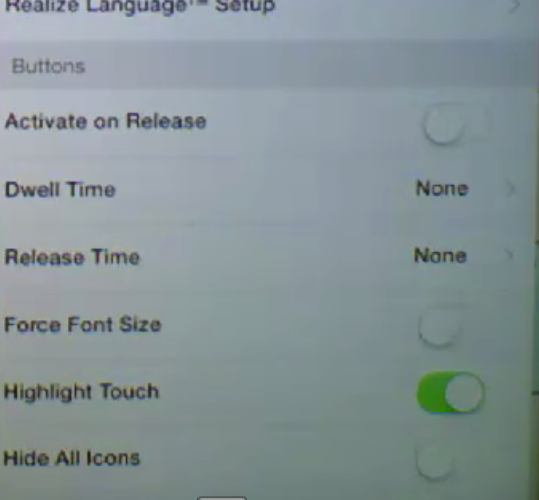 Realize Language™ Setup
Buttons
Activate on Release
Dwell Time None
Release Time None
Force Font Size
Highlight Touch
Hide All Icons